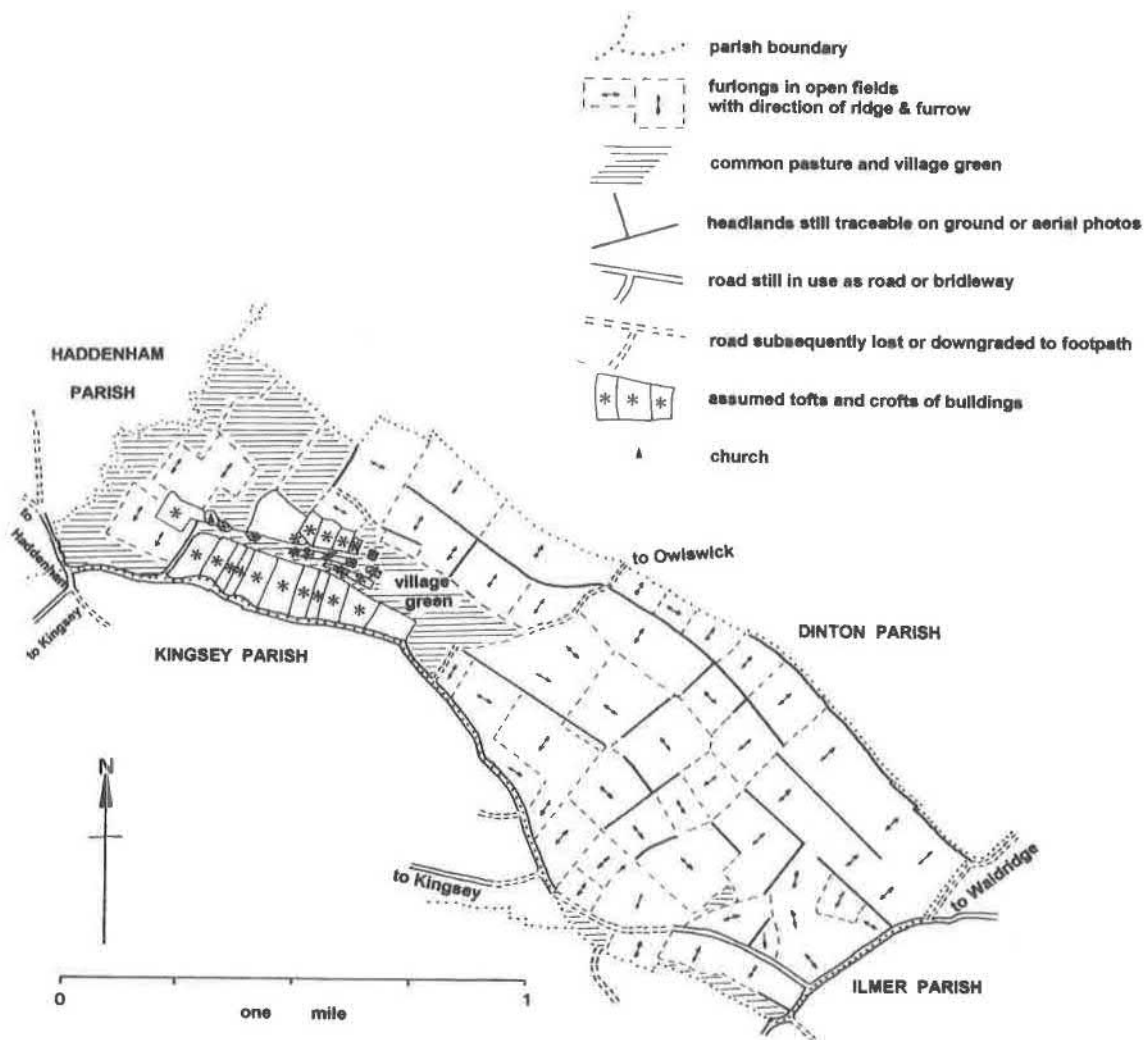 parish boundary
furlongs in open fields
with direction of ridge & furrow
common pasture and village green
headlands still traceable on ground or aerial photos
road still in use as road or bridleway
road subsequently lost or downgraded to footpath
assumed tofts and crofts of buildings
church
HADDENHAM
PARISH
to
Haddenham
to Kingsey
KINGSEY PARISH
village
green
to Owlswick
DINTON PARISH
N
to Kingsey
to Waldridge
ILMER PARISH
0
1
one mile